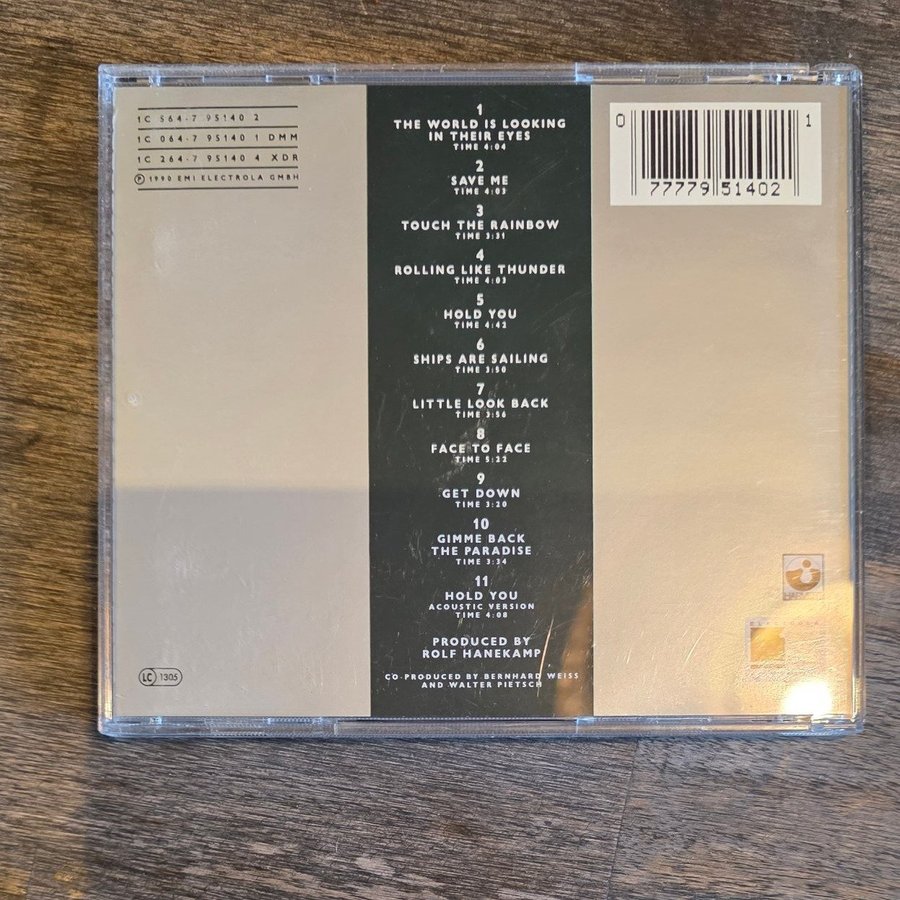 1C 564-7 95140 2
1C 064-7 95140 1 DMM
1C 264-7 95140 4 XDR
Ⓟ 1990 EMI ELECTROLA GMBH
1
THE WORLD IS LOOKING
IN THEIR EYES
TIME 4:04
2
SAVE ME
TIME 4:03
3
TOUCH THE RAINBOW
TIME 3:31
4
ROLLING LIKE THUNDER
TIME 4:03
5
HOLD YOU
TIME 4:42
6
SHIPS ARE SAILING
TIME 3:50
7
LITTLE LOOK BACK
TIME 3:56
8
FACE TO FACE
TIME 5:22
9
GET DOWN
TIME 3:20
10
GIMME BACK
THE PARADISE
TIME 3:34
11
HOLD YOU
ACOUSTIC VERSION
TIME 4:08
PRODUCED BY
ROLF HANEKAMP
CO-PRODUCED BY BERNHARD WEISS
AND WALTER PIETSCH
0 1
77779 51402
ELECTROLA
LC 1305